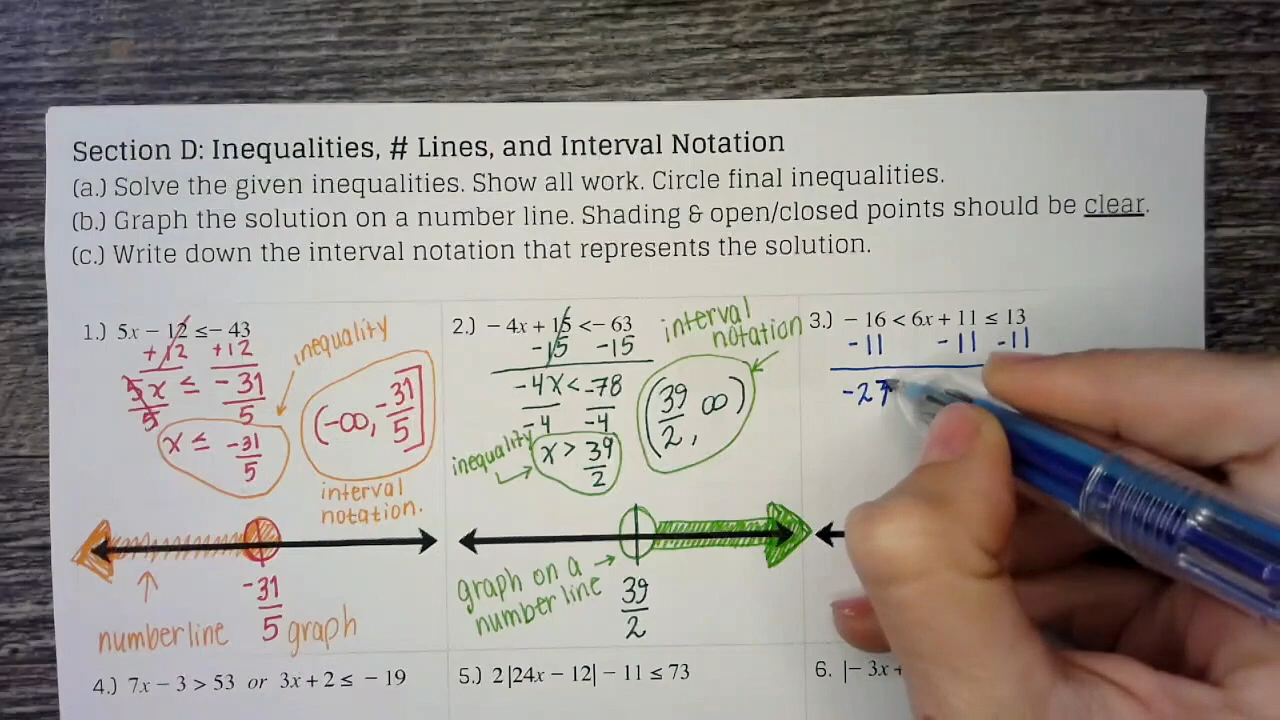 Section D: Inequalities, # Lines, and Interval Notation
(a.) Solve the given inequalities. Show all work. Circle final inequalities.
(b.) Graph the solution on a number line. Shading & open/closed points should be clear.
(c.) Write down the interval notation that represents the solution.
1.) 5x − 12 ≤ − 43
+12 +12
5x ≤ -31
5 5
x ≤ -31
5
inequality
(-∞, -31/5]
interval
notation.
-31
5
number line graph
2.) − 4x + 15 < − 63
-15 -15
-4x < -78
-4 -4
inequality
x > 39
2
interval
notation
(39/2, ∞)
graph on a
number line
39
2
3.) − 16 < 6x + 11 ≤ 13
-11 -11 -11
-27
4.) 7x − 3 > 53 or 3x + 2 ≤ − 19
5.) 2|24x − 12| − 11 ≤ 73
6. |− 3x +